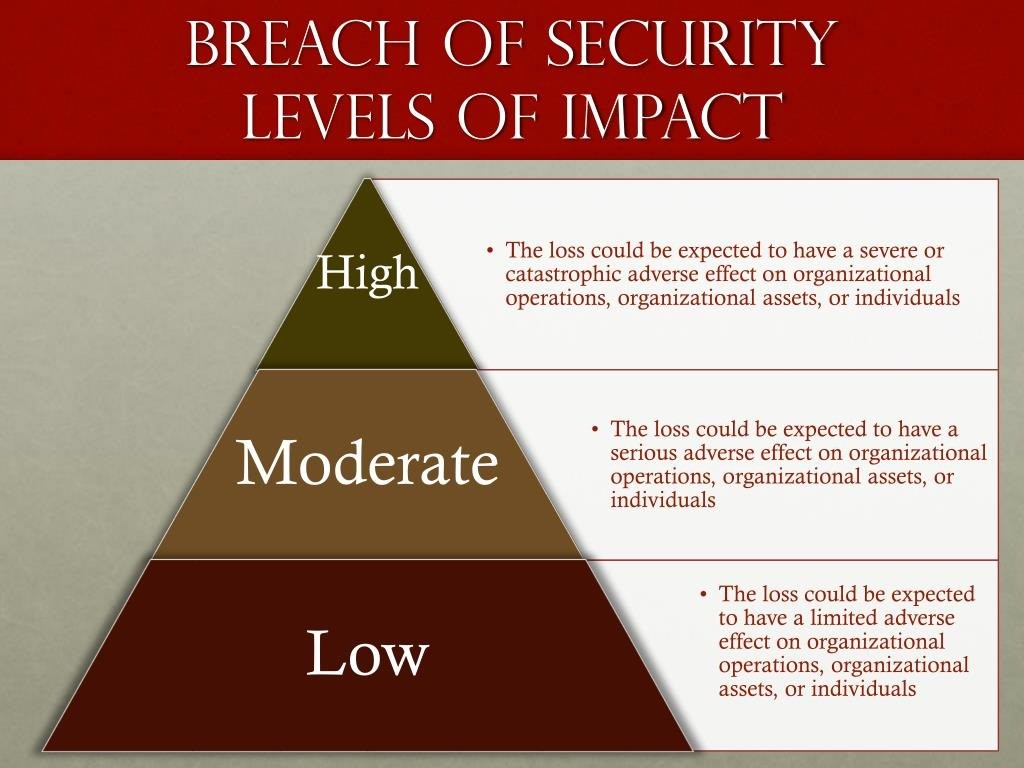 BREACH OF SECURITY
LEVELS OF IMPACT
High
• The loss could be expected to have a severe or
catastrophic adverse effect on organizational
operations, organizational assets, or individuals
Moderate
• The loss could be expected to have a
serious adverse effect on organizational
operations, organizational assets, or
individuals
Low
• The loss could be expected
to have a limited adverse
effect on organizational
operations, organizational
assets, or individuals